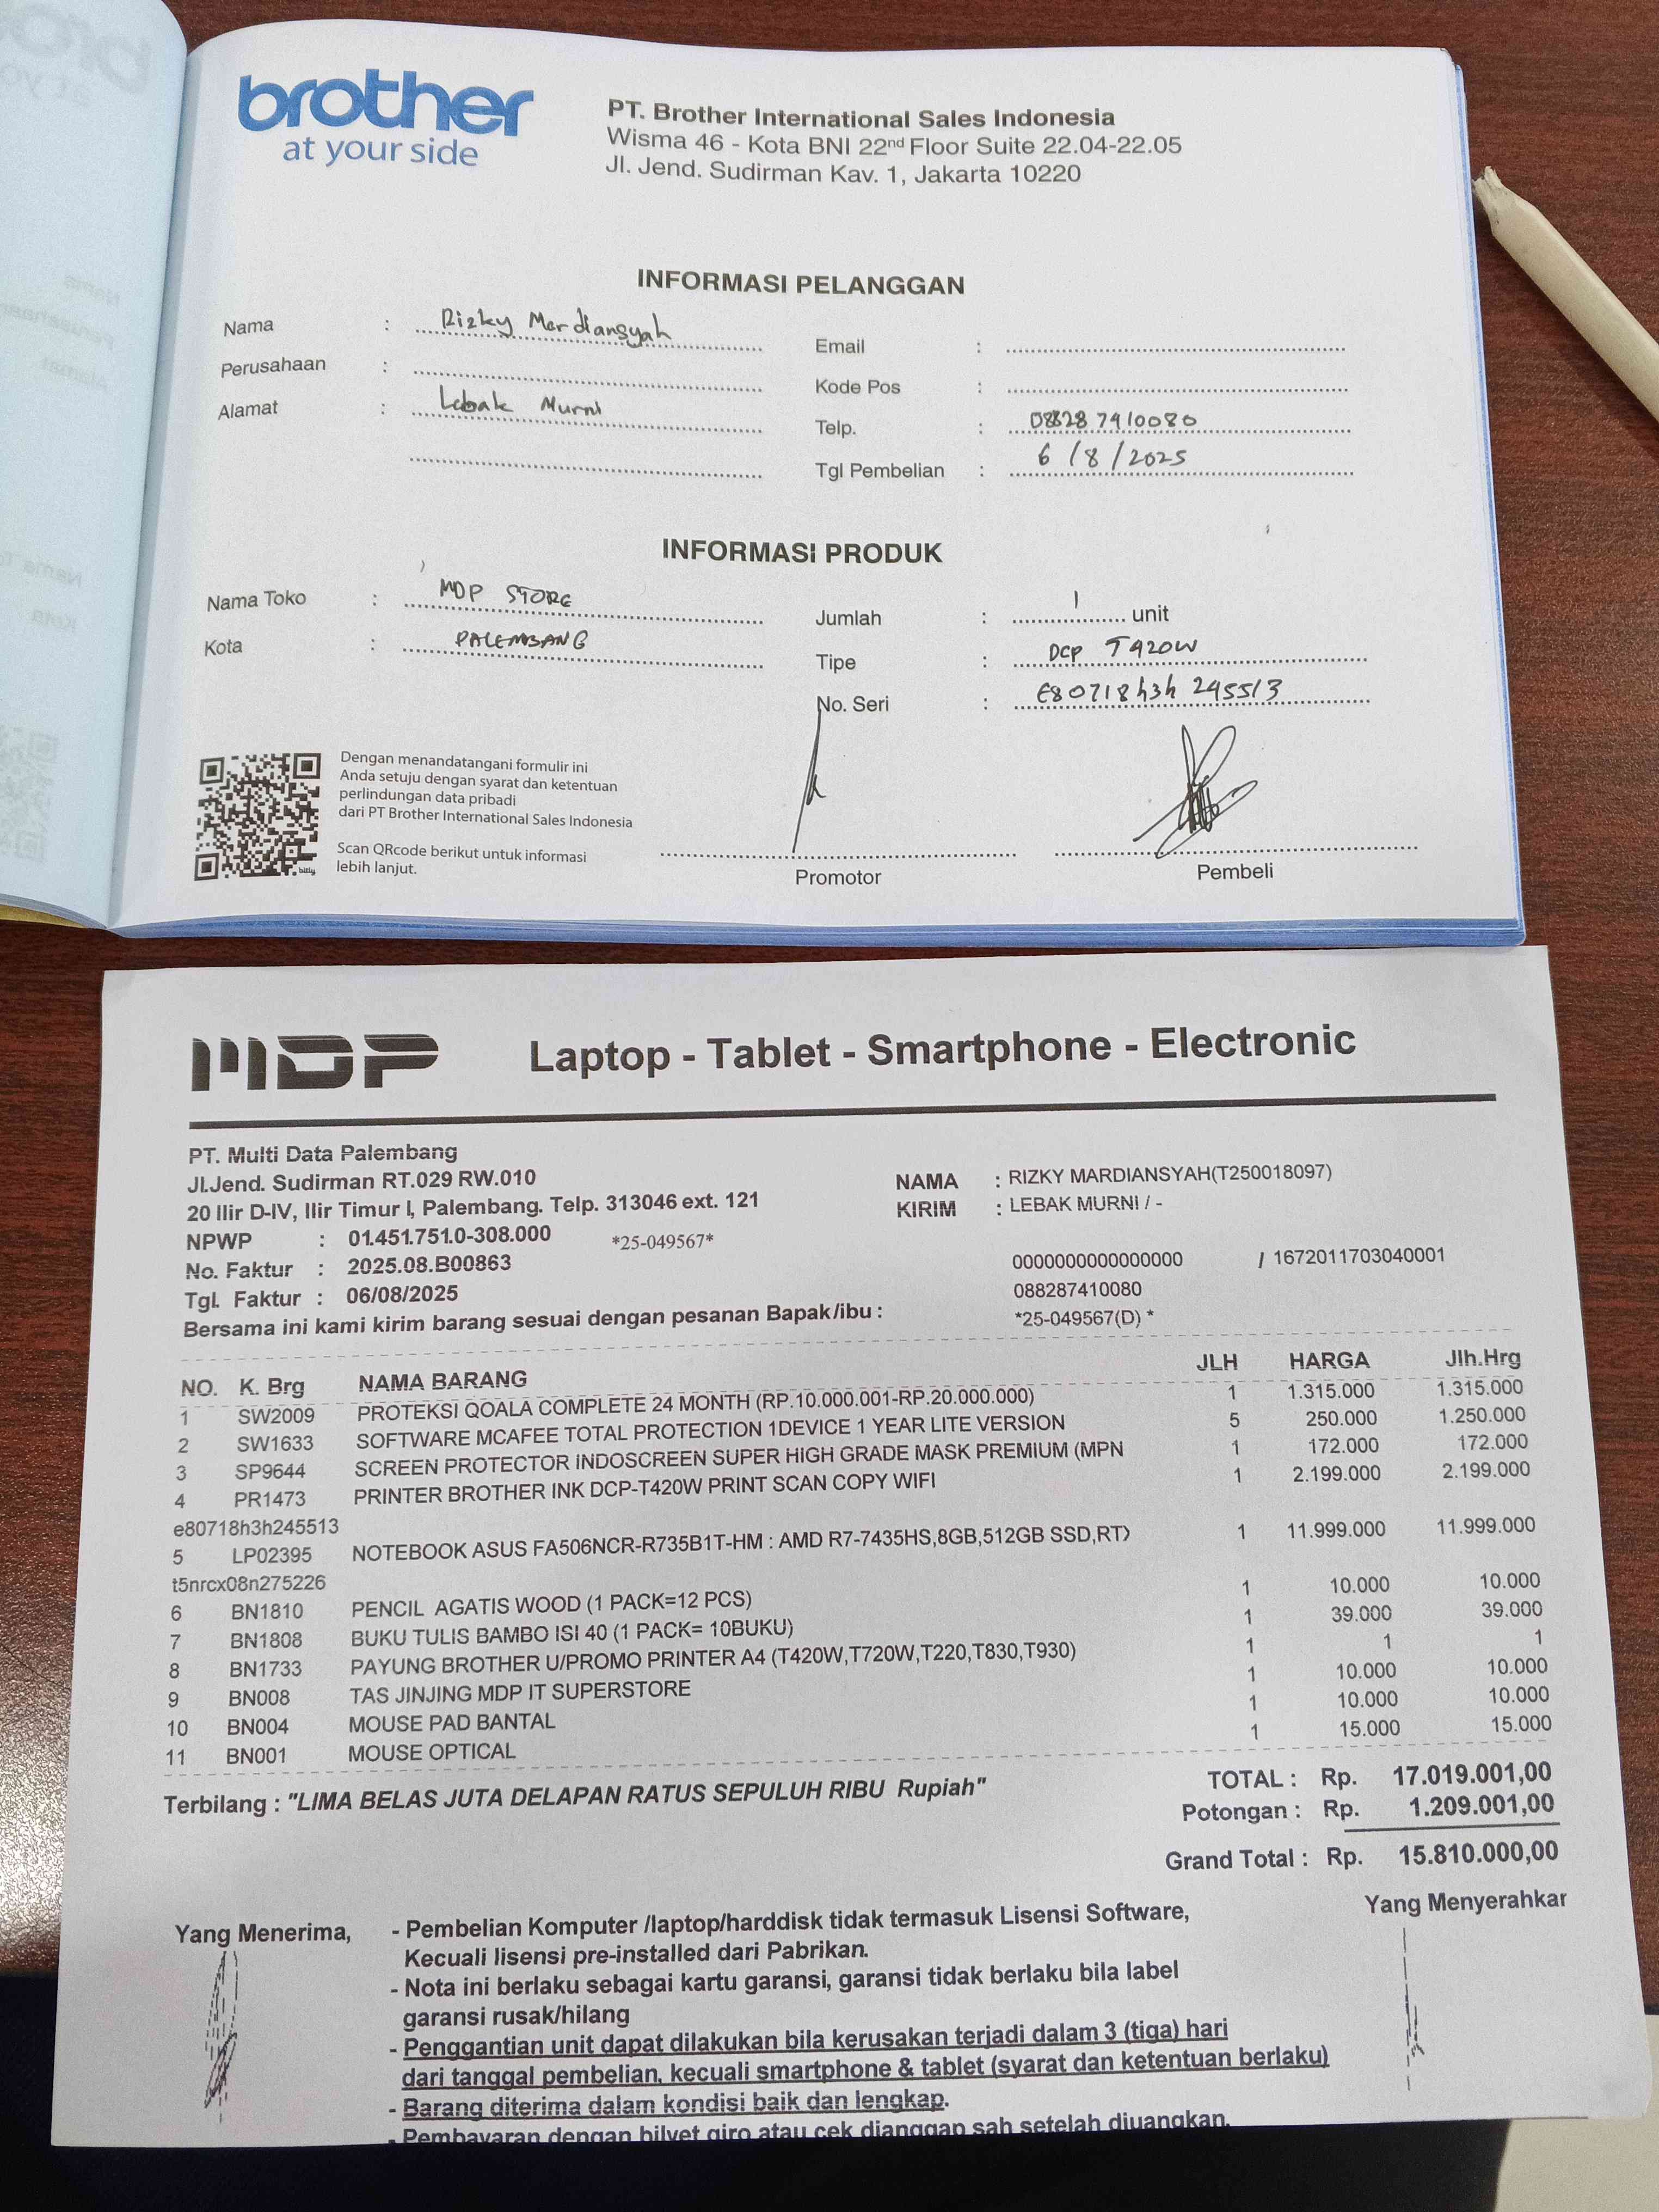 brother
at your side
PT. Brother International Sales Indonesia
Wisma 46 - Kota BNI 22nd Floor Suite 22.04-22.05
Jl. Jend. Sudirman Kav. 1, Jakarta 10220
INFORMASI PELANGGAN
Nama : Rizky Mardiansyah
Perusahaan :
Alamat : Lebak Murni
Email :
Kode Pos :
Telp. : 088287410080
Tgl Pembelian : 6/8/2025
INFORMASI PRODUK
Nama Toko : MDP STORE
Kota : PALEMBANG
Jumlah : 1 unit
Tipe : DCP T420W
No. Seri : E80718h3h 245513
Dengan menandatangani formulir ini
Anda setuju dengan syarat dan ketentuan
perlindungan data pribadi
dari PT Brother International Sales Indonesia
Scan QRcode berikut untuk informasi
lebih lanjut.
bitly
Promotor
Pembeli
MDP Laptop - Tablet - Smartphone - Electronic
PT. Multi Data Palembang
Jl.Jend. Sudirman RT.029 RW.010
20 Ilir D-IV, Ilir Timur I, Palembang. Telp. 313046 ext. 121
NPWP : 01.451.751.0-308.000 *25-049567*
No. Faktur : 2025.08.B00863
Tgl. Faktur : 06/08/2025
Bersama ini kami kirim barang sesuai dengan pesanan Bapak/ibu :
NAMA : RIZKY MARDIANSYAH(T250018097)
KIRIM : LEBAK MURNI / -
0000000000000000 / 1672011703040001
088287410080
*25-049567(D) *
NO. K. Brg NAMA BARANG JLH HARGA Jlh.Hrg
1 SW2009 PROTEKSI QOALA COMPLETE 24 MONTH (RP.10.000.001-RP.20.000.000) 1 1.315.000 1.315.000
2 SW1633 SOFTWARE MCAFEE TOTAL PROTECTION 1DEVICE 1 YEAR LITE VERSION 5 250.000 1.250.000
3 SP9644 SCREEN PROTECTOR INDOSCREEN SUPER HIGH GRADE MASK PREMIUM (MPN 1 172.000 172.000
4 PR1473 PRINTER BROTHER INK DCP-T420W PRINT SCAN COPY WIFI 1 2.199.000 2.199.000
e80718h3h245513
5 LP02395 NOTEBOOK ASUS FA506NCR-R735B1T-HM : AMD R7-7435HS,8GB,512GB SSD,RT 1 11.999.000 11.999.000
t5nrcx08n275226
6 BN1810 PENCIL AGATIS WOOD (1 PACK=12 PCS) 1 10.000 10.000
7 BN1808 BUKU TULIS BAMBO ISI 40 (1 PACK= 10BUKU) 1 39.000 39.000
8 BN1733 PAYUNG BROTHER U/PROMO PRINTER A4 (T420W,T720W,T220,T830,T930) 1 1 1
9 BN008 TAS JINJING MDP IT SUPERSTORE 1 10.000 10.000
10 BN004 MOUSE PAD BANTAL 1 10.000 10.000
11 BN001 MOUSE OPTICAL 1 15.000 15.000
Terbilang : "LIMA BELAS JUTA DELAPAN RATUS SEPULUH RIBU Rupiah"
TOTAL : Rp. 17.019.001,00
Potongan : Rp. 1.209.001,00
Grand Total : Rp. 15.810.000,00
Yang Menerima,
- Pembelian Komputer /laptop/harddisk tidak termasuk Lisensi Software,
Kecuali lisensi pre-installed dari Pabrikan.
- Nota ini berlaku sebagai kartu garansi, garansi tidak berlaku bila label
garansi rusak/hilang
- Penggantian unit dapat dilakukan bila kerusakan terjadi dalam 3 (tiga) hari
dari tanggal pembelian, kecuali smartphone & tablet (syarat dan ketentuan berlaku)
- Barang diterima dalam kondisi baik dan lengkap.
- Pembayaran dengan bilyet giro atau cek dianggap sah setelah diuangkan.
Yang Menyerahkar